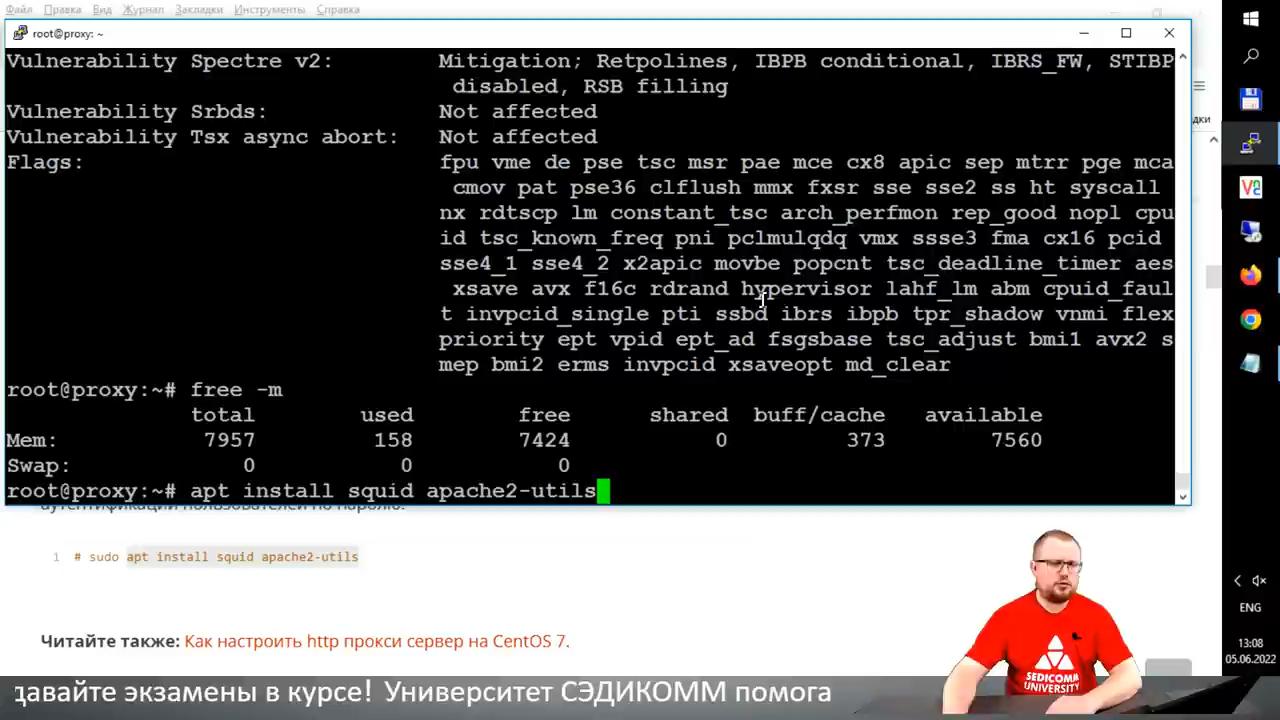 Файл Правка Вид Журнал Закладки Инструменты Справка
root@proxy: ~
Vulnerability Spectre v2: Mitigation; Retpolines, IBPB conditional, IBRS_FW, STIBP
disabled, RSB filling
Vulnerability Srbds: Not affected
Vulnerability Tsx async abort: Not affected
Flags: fpu vme de pse tsc msr pae mce cx8 apic sep mtrr pge mca
cmov pat pse36 clflush mmx fxsr sse sse2 ss ht syscall
nx rdtscp lm constant_tsc arch_perfmon rep_good nopl cpu
id tsc_known_freq pni pclmulqdq vmx ssse3 fma cx16 pcid
sse4_1 sse4_2 x2apic movbe popcnt tsc_deadline_timer aes
xsave avx f16c rdrand hypervisor lahf_lm abm cpuid_faul
t invpcid_single pti ssbd ibrs ibpb tpr_shadow vnmi flex
priority ept vpid ept_ad fsgsbase tsc_adjust bmi1 avx2 s
mep bmi2 erms invpcid xsaveopt md_clear
root@proxy:~# free -m
total used free shared buff/cache available
Mem: 7957 158 7424 0 373 7560
Swap: 0 0 0
root@proxy:~# apt install squid apache2-utils
аутентификации пользователей по паролю.
1 # sudo apt install squid apache2-utils
Читайте также: Как настроить http прокси сервер на CentOS 7.
SEDICOMM
UNIVERSITY
ENG
13:08
05.06.2022
давайте экзамены в курсе! Университет СЭДИКОММ помога